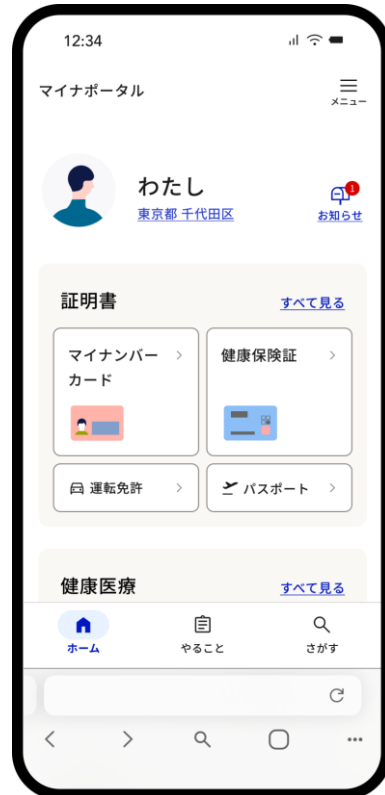 12:34
マイナポータル
メニュー
わたし
東京都 千代田区
1
お知らせ
証明書
すべて見る
マイナンバー
カード
健康保険証
運転免許
パスポート
健康医療
すべて見る
ホーム
やること
さがす